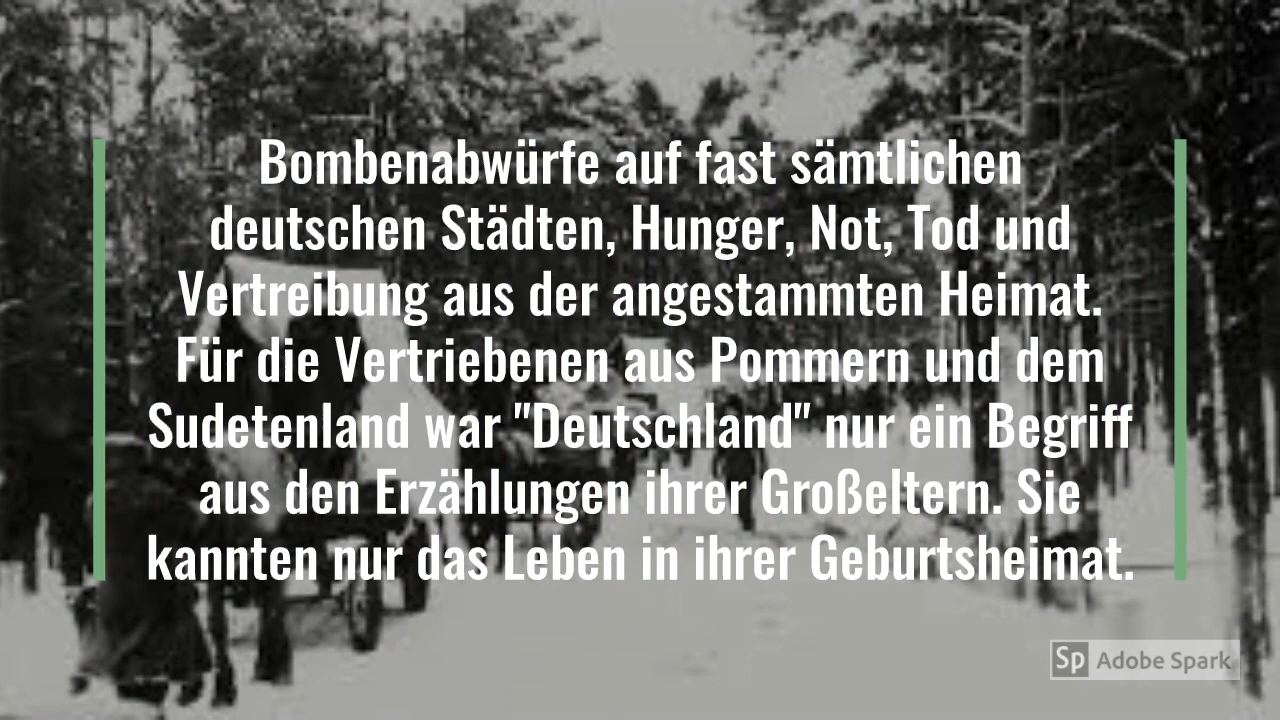 Bombenabwürfe auf fast sämtlichen
deutschen Städten, Hunger, Not, Tod und
Vertreibung aus der angestammten Heimat.
Für die Vertriebenen aus Pommern und dem
Sudetenland war "Deutschland" nur ein Begriff
aus den Erzählungen ihrer Großeltern. Sie
kannten nur das Leben in ihrer Geburtsheimat.
Sp Adobe Spark